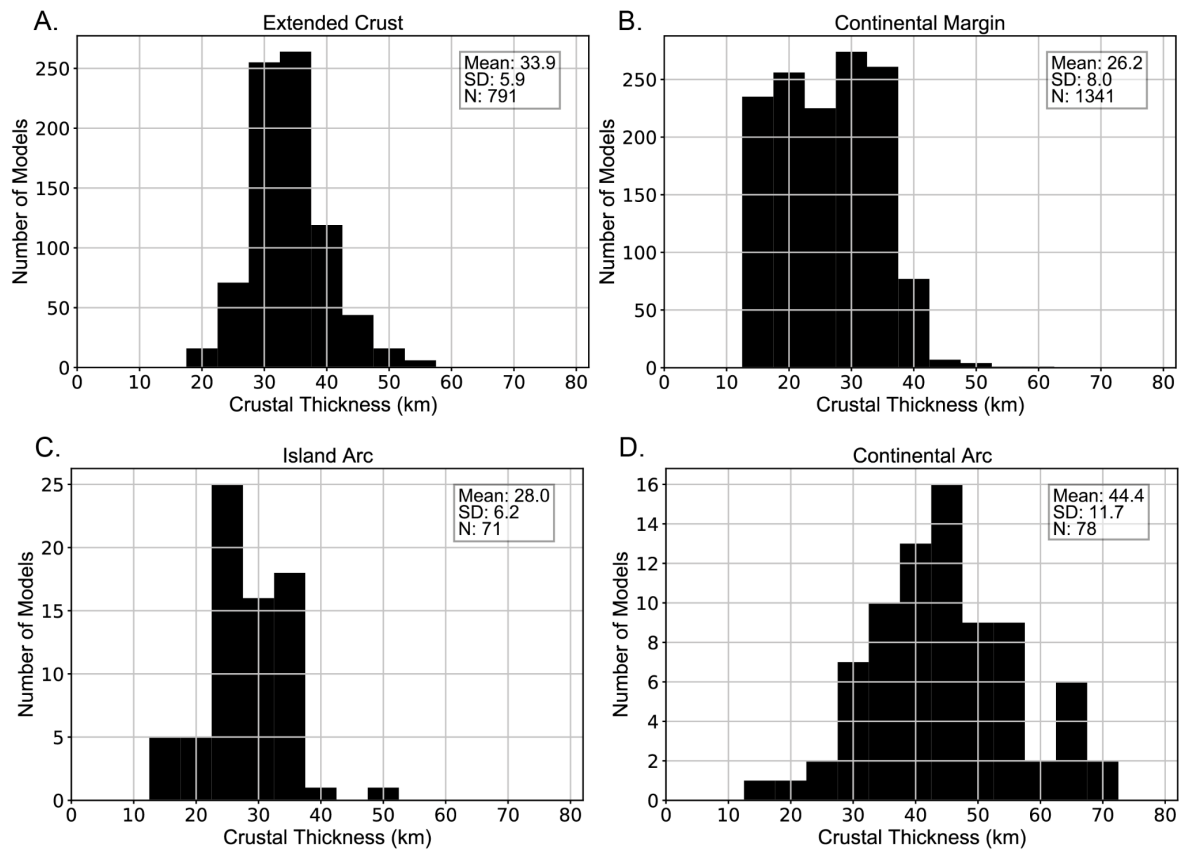 A.
Extended Crust
Mean: 33.9
SD: 5.9
N: 791
250
200
150
100
50
0
Number of Models
0 10 20 30 40 50 60 70 80
Crustal Thickness (km)
B.
Continental Margin
Mean: 26.2
SD: 8.0
N: 1341
250
200
150
100
50
0
Number of Models
0 10 20 30 40 50 60 70 80
Crustal Thickness (km)
C.
Island Arc
Mean: 28.0
SD: 6.2
N: 71
25
20
15
10
5
0
Number of Models
0 10 20 30 40 50 60 70 80
Crustal Thickness (km)
D.
Continental Arc
Mean: 44.4
SD: 11.7
N: 78
16
14
12
10
8
6
4
2
0
Number of Models
0 10 20 30 40 50 60 70 80
Crustal Thickness (km)